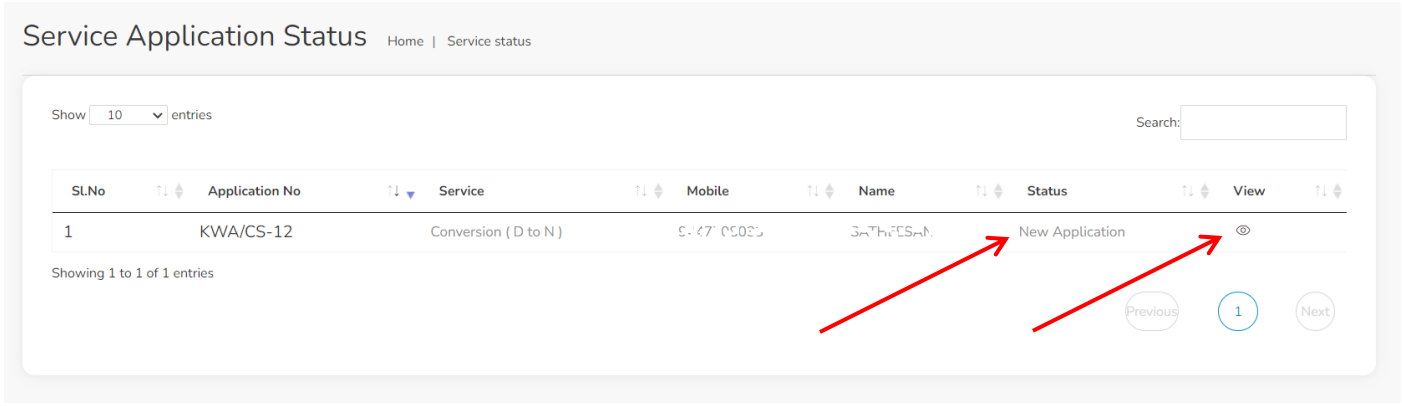 Service Application Status Home | Service status
Show 10 entries
Search:
Sl.No Application No Service Mobile Name Status View
1 KWA/CS-12 Conversion ( D to N ) New Application
Showing 1 to 1 of 1 entries
Previous 1 Next